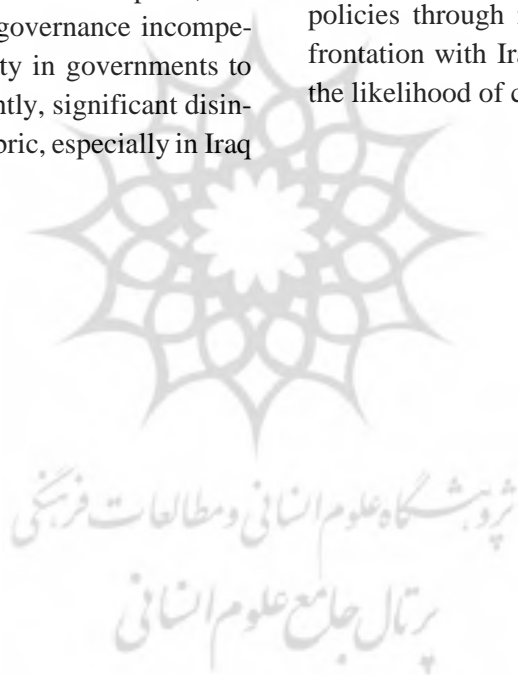 governance incompe-
ty in governments to
ntly, significant disin-
bric, especially in Iraq
policies through
frontation with Ira
the likelihood of c
پژوهشگاه علوم انسانی و مطالعات فرهنگی
پرتال جامع علوم انسانی